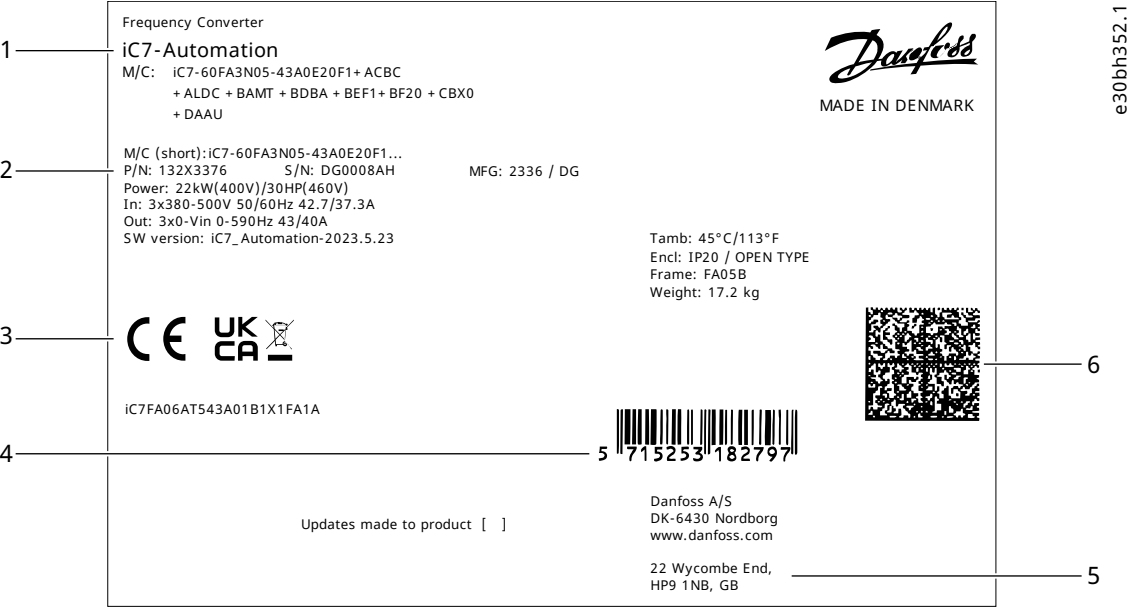 Frequency Converter
1
iC7-Automation
M/C: iC7-60FA3N05-43A0E20F1+ ACBC
+ ALDC + BAMT + BDBA + BEF1+ BF20 + CBX0
+ DAAU
Danfoss
MADE IN DENMARK
e30bh352.1
M/C (short): iC7-60FA3N05-43A0E20F1...
2
P/N: 132X3376 S/N: DG0008AH MFG: 2336 / DG
Power: 22kW(400V)/30HP(460V)
In: 3x380-500V 50/60Hz 42.7/37.3A
Out: 3x0-Vin 0-590Hz 43/40A
SW version: iC7_Automation-2023.5.23
Tamb: 45°C/113°F
Encl: IP20 / OPEN TYPE
Frame: FA05B
Weight: 17.2 kg
3
CE UK
CA
6
iC7FA06AT543A01B1X1FA1A
4
5 715253 182797
Danfoss A/S
DK-6430 Nordborg
www.danfoss.com
Updates made to product [ ]
22 Wycombe End,
HP9 1NB, GB
5